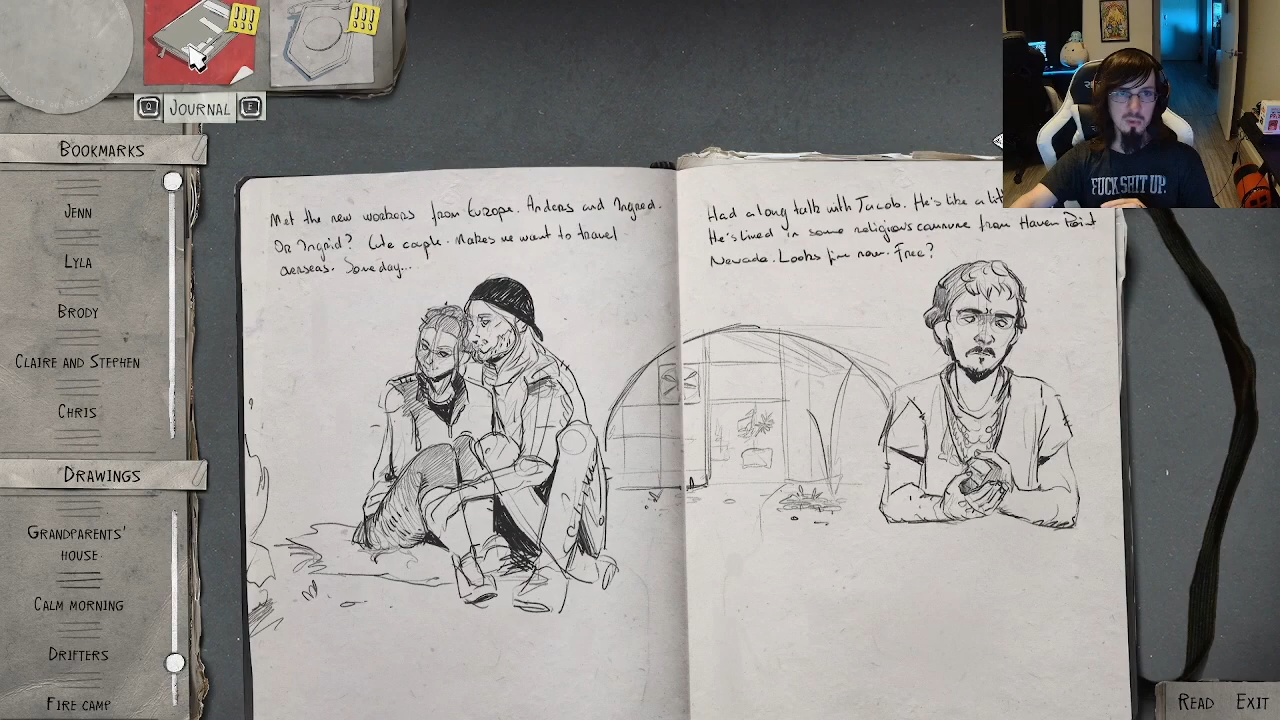 Q JOURNAL E
BOOKMARKS
JENN
LYLA
BRODY
CLAIRE AND STEPHEN
CHRIS
DRAWINGS
GRANDPARENTS'
HOUSE
CALM MORNING
DRIFTERS
FIRE CAMP
Met the new workers from Europe. Anders and Ingred.
Or Ingrid? Cute couple. Makes me want to travel
overseas. Someday...
Had a long talk with Jacob. He's like a
He's lived in some religious commune from Haven Point
Nevada. Looks fine now. Free?
FUCK SHIT UP.
READ EXIT